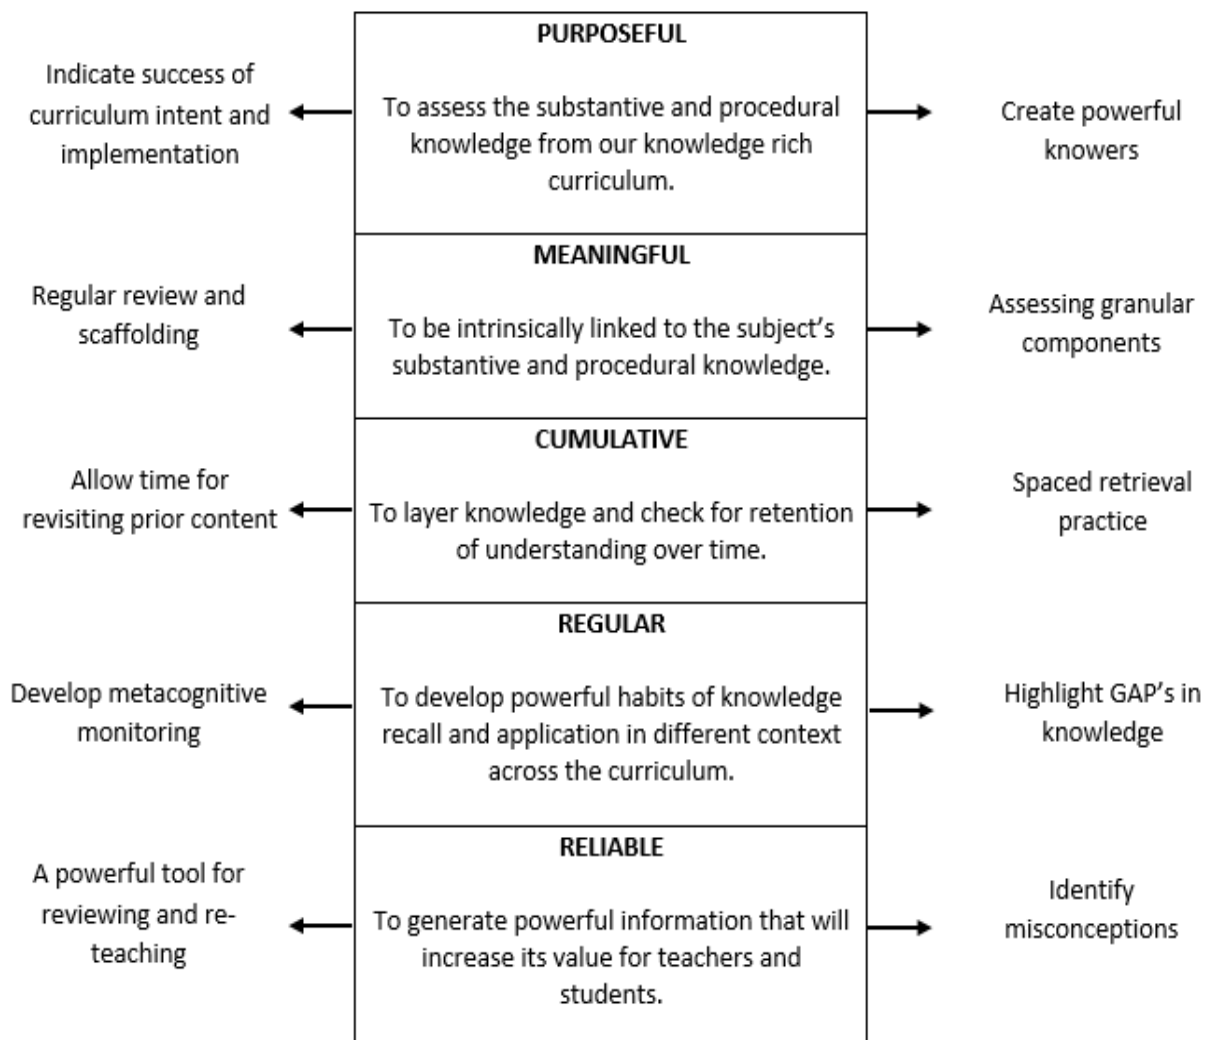 PURPOSEFUL
Indicate success of
curriculum intent and
implementation
To assess the substantive and procedural
knowledge from our knowledge rich
curriculum.
Create powerful
knowers
MEANINGFUL
Regular review and
scaffolding
To be intrinsically linked to the subject’s
substantive and procedural knowledge.
Assessing granular
components
CUMULATIVE
Allow time for
revisiting prior content
To layer knowledge and check for retention
of understanding over time.
Spaced retrieval
practice
REGULAR
Develop metacognitive
monitoring
To develop powerful habits of knowledge
recall and application in different context
across the curriculum.
Highlight GAP’s in
knowledge
RELIABLE
A powerful tool for
reviewing and re-
teaching
To generate powerful information that will
increase its value for teachers and
students.
Identify
misconceptions